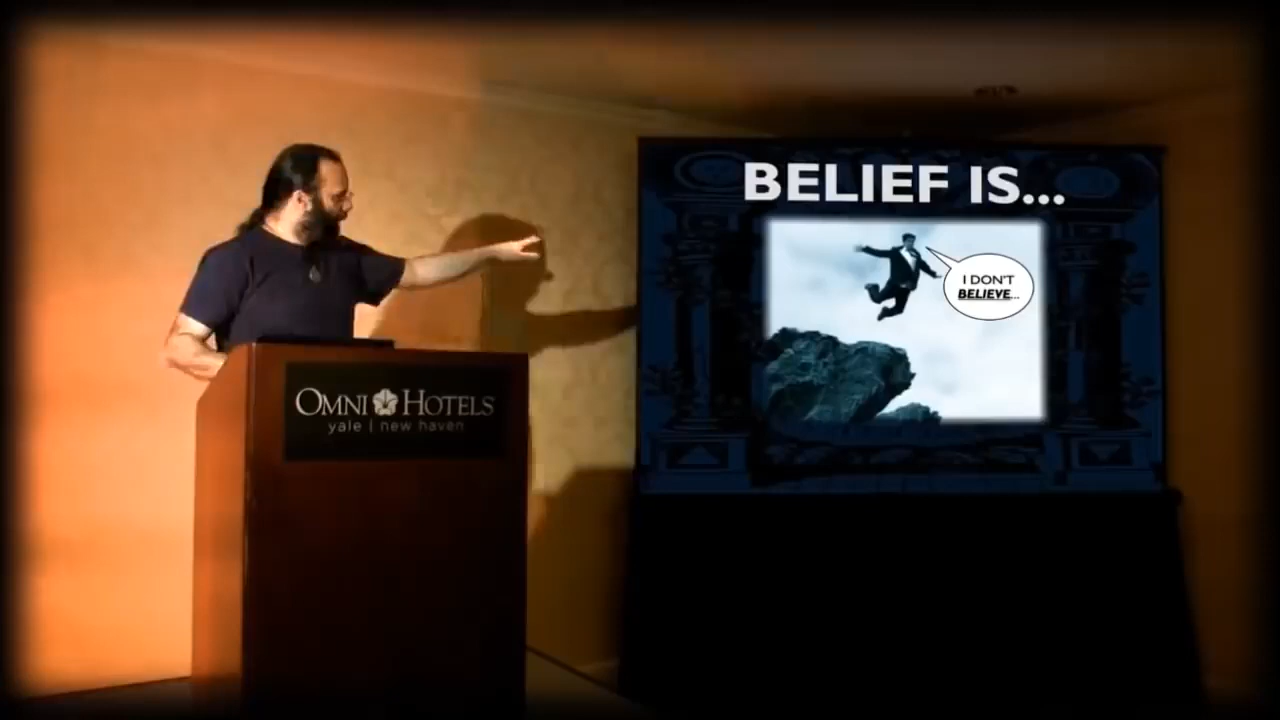 BELIEF IS...
I DON'T
BELIEVE...
OMNI HOTELS
yale | new haven